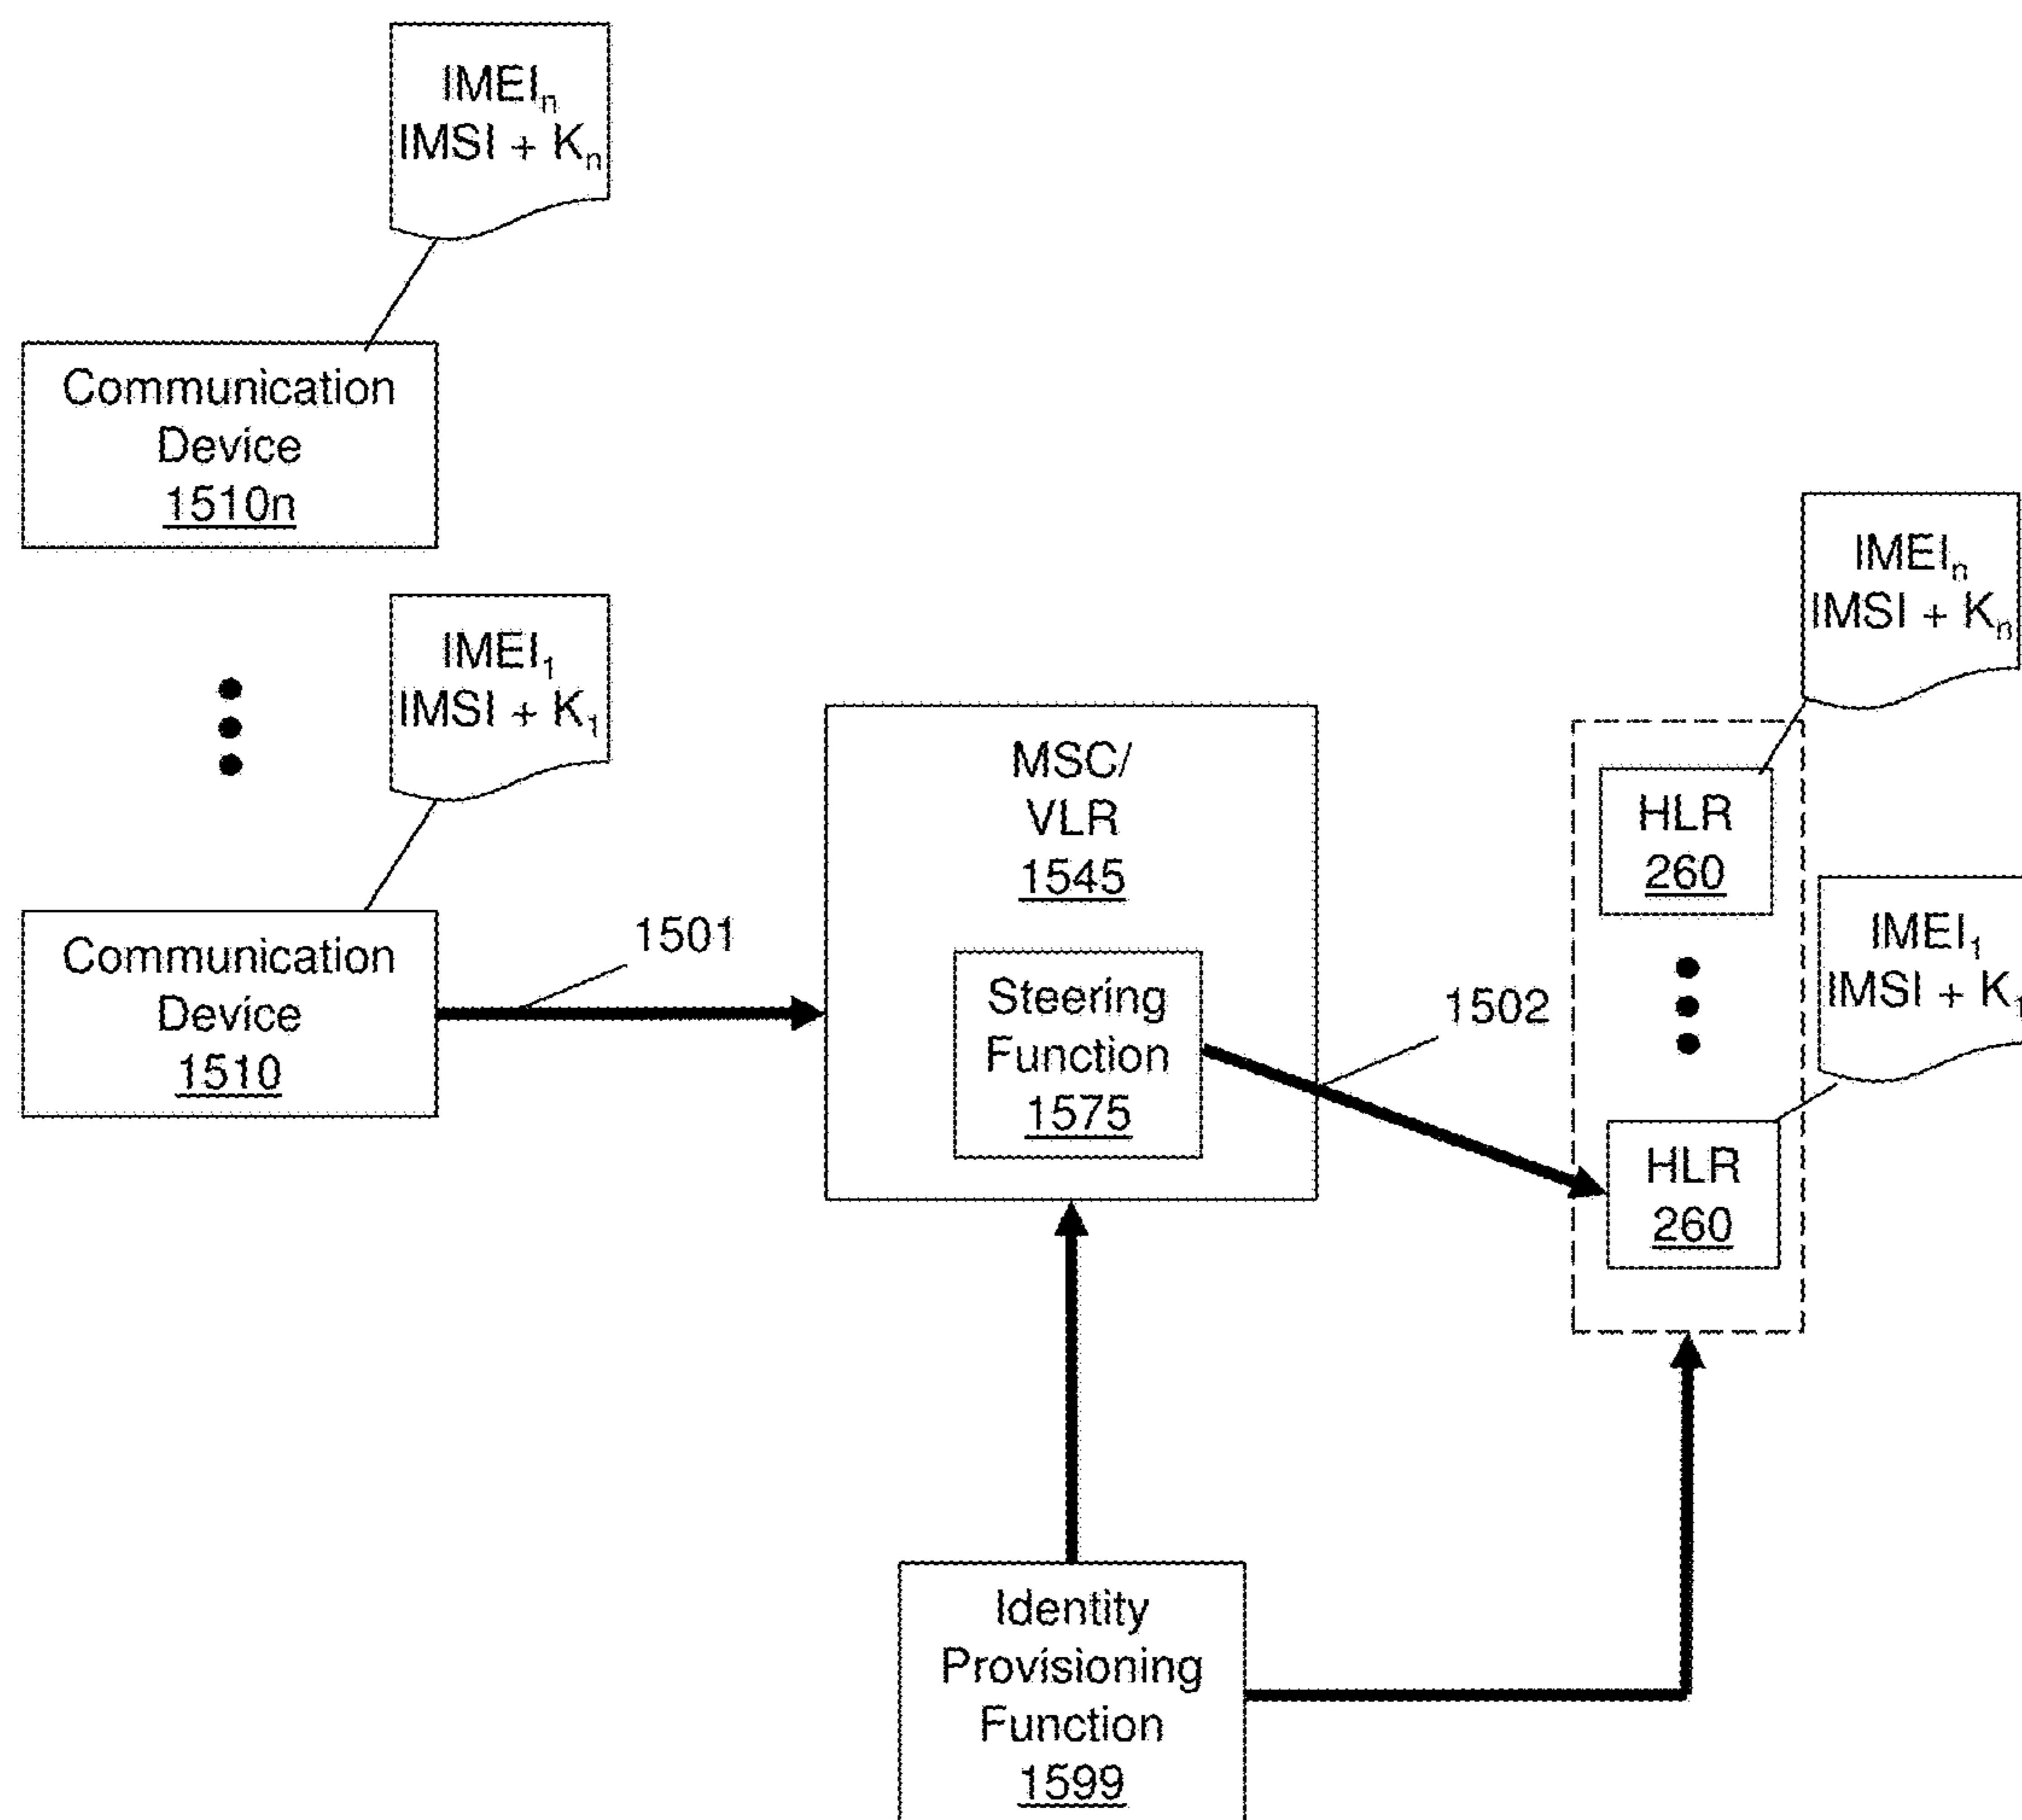 IMEIn
IMSI + Kn
Communication
Device
1510n
IMEI1
IMSI + K1
Communication
Device
1510
1501
MSC/
VLR
1545
Steering
Function
1575
1502
IMEIn
IMSI + Kn
HLR
260
IMEI1
IMSI + K1
HLR
260
Identity
Provisioning
Function
1599